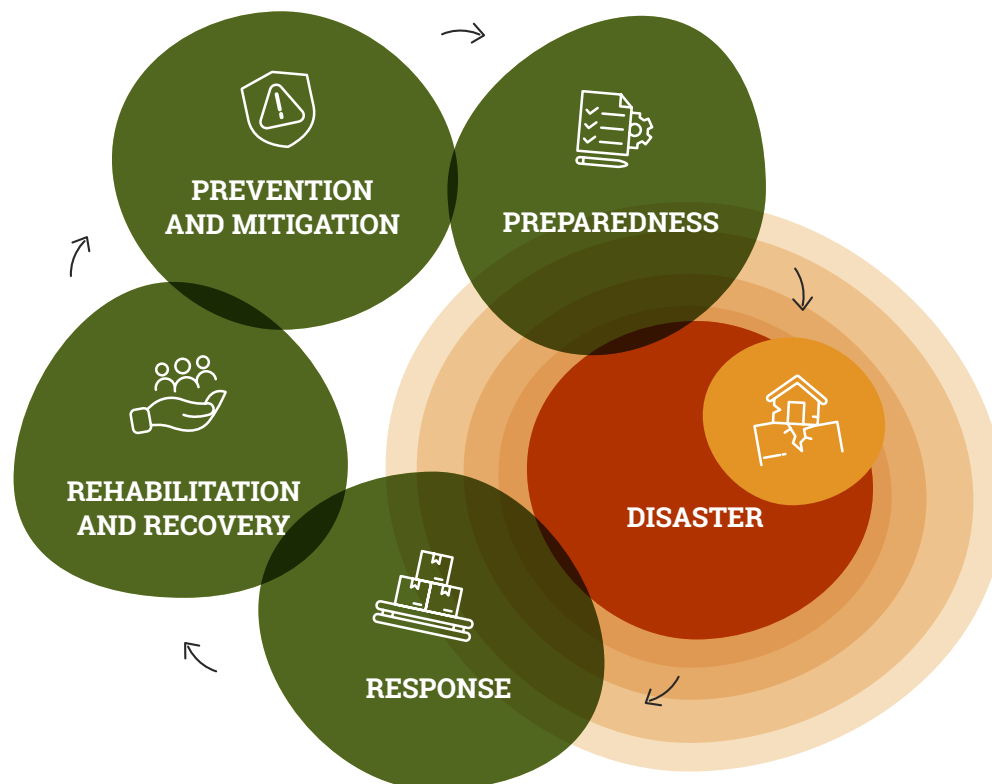 PREVENTION
AND MITIGATION
PREPAREDNESS
DISASTER
RESPONSE
REHABILITATION
AND RECOVERY